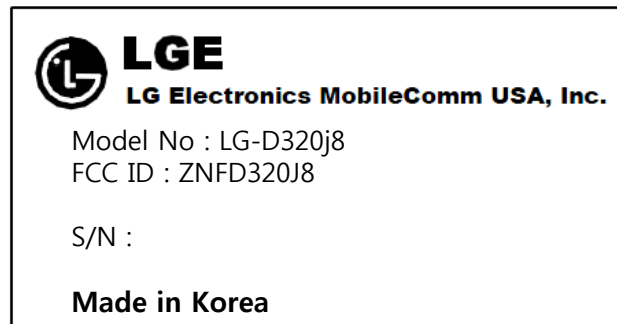 LGE
LG Electronics MobileComm USA, Inc.
Model No : LG-D320j8
FCC ID : ZNFD320J8
S/N :
Made in Korea